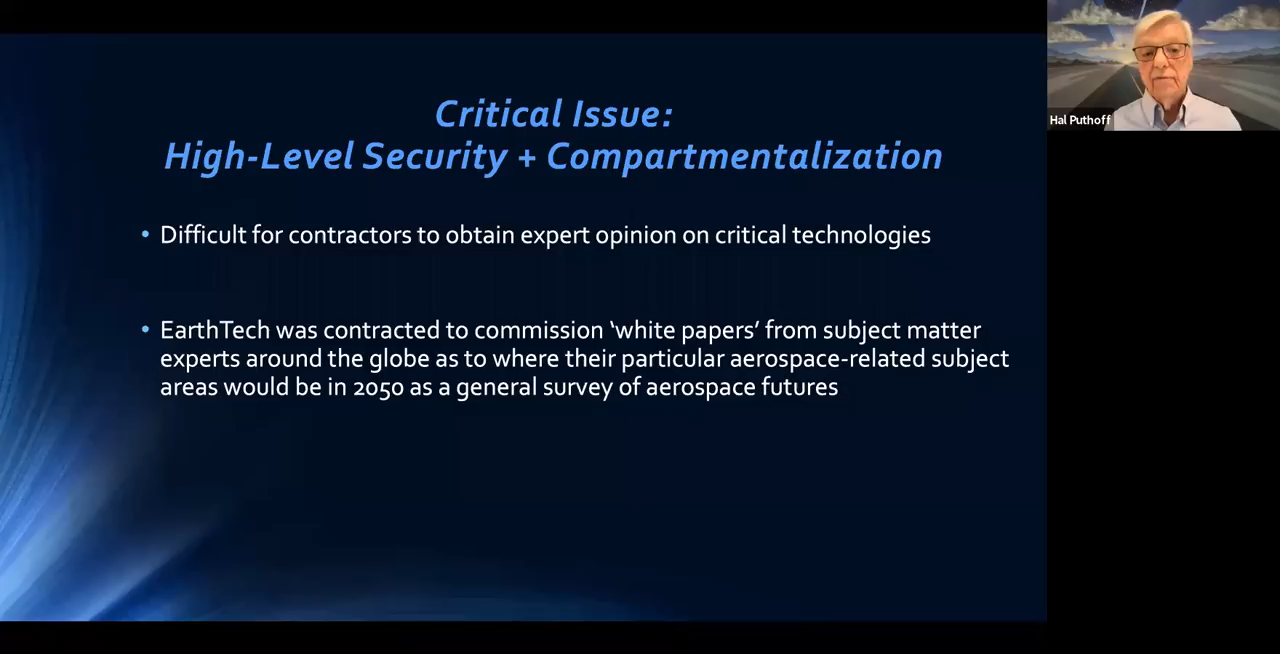 Critical Issue:
High-Level Security + Compartmentalization
• Difficult for contractors to obtain expert opinion on critical technologies
• EarthTech was contracted to commission ‘white papers’ from subject matter
experts around the globe as to where their particular aerospace-related subject
areas would be in 2050 as a general survey of aerospace futures
Hal Puthoff